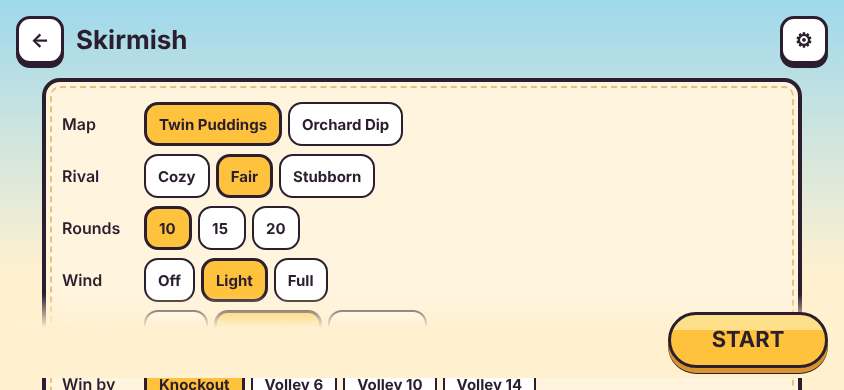 Skirmish
Map Twin Puddings Orchard Dip
Rival Cozy Fair Stubborn
Rounds 10 15 20
Wind Off Light Full
START
Win by Knockout Volley 6 Volley 10 Volley 14